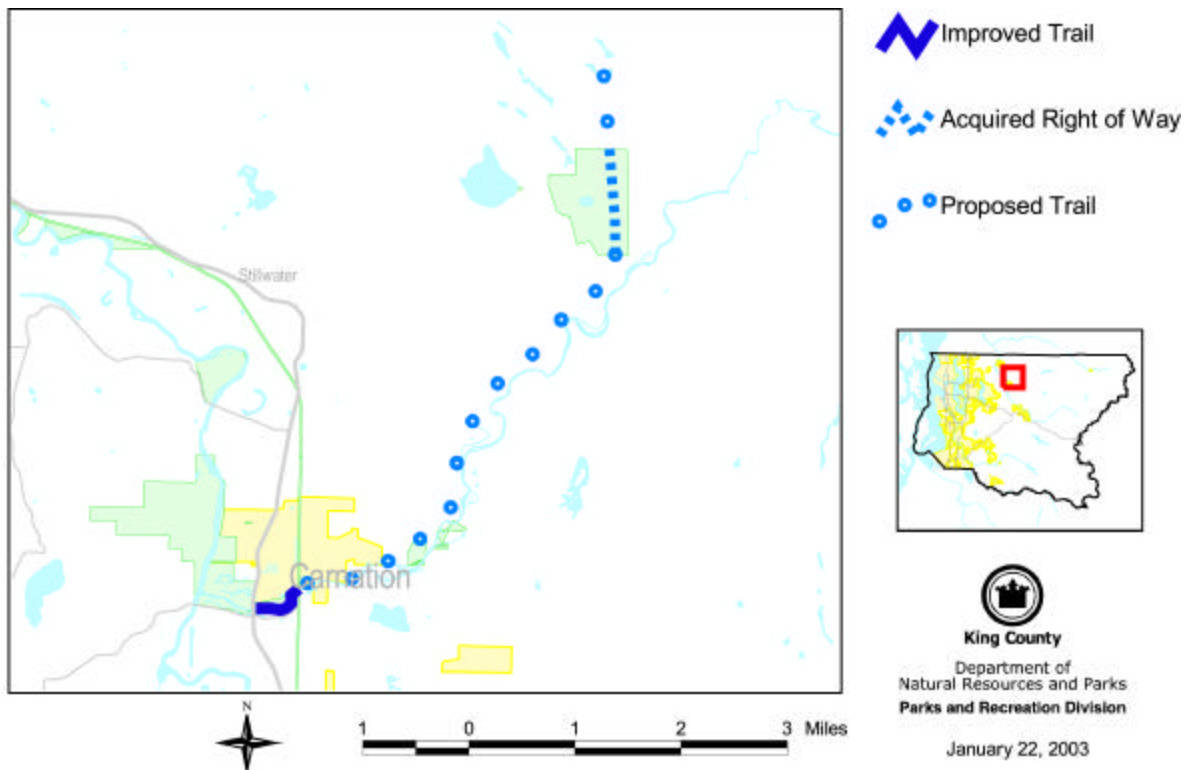 Improved Trail
Acquired Right of Way
Proposed Trail
Stillwater
Carnation
King County
Department of
Natural Resources and Parks
Parks and Recreation Division
January 22, 2003
N
1 0 1 2 3 Miles